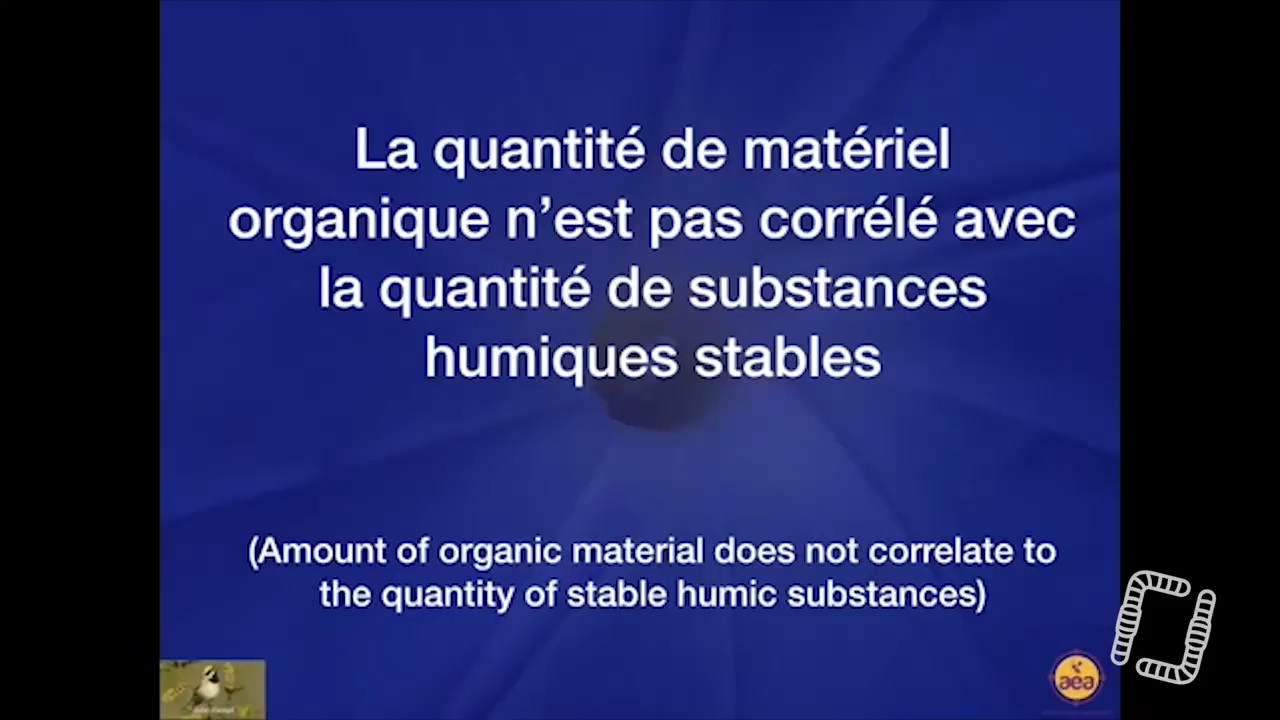 La quantité de matériel
organique n’est pas corrélé avec
la quantité de substances
humiques stables
(Amount of organic material does not correlate to
the quantity of stable humic substances)
aea